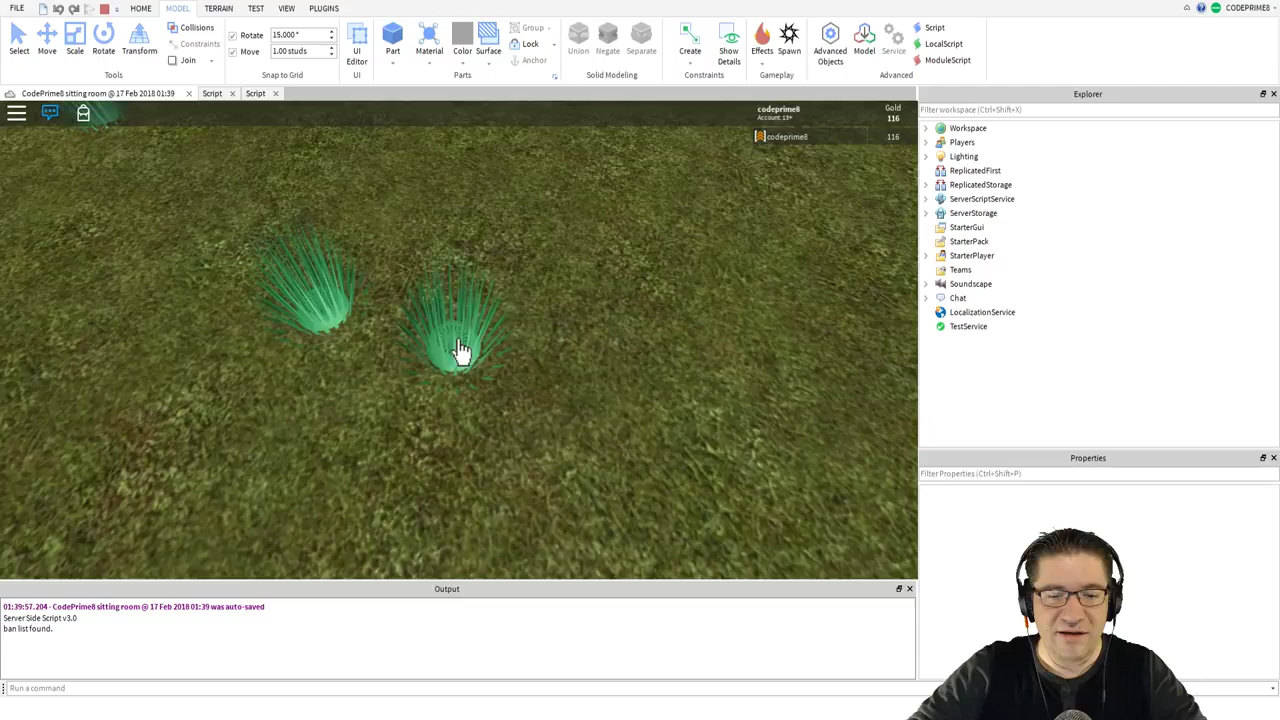 FILE HOME MODEL TERRAIN TEST VIEW PLUGINS CODEPRIME8
Select Move Scale Rotate Transform
Collisions
Constraints
Join
Tools
Rotate 15.000°
Move 1.00 studs
Snap to Grid
UI Editor
UI
Part Material Color Surface
Group
Lock
Anchor
Parts
Union Negate Separate
Solid Modeling
Create Show Details
Constraints
Effects Spawn
Gameplay
Advanced Objects Model Service
Script
LocalScript
ModuleScript
Advanced
CodePrime8 sitting room @ 17 Feb 2018 01:39 Script Script
codeprime8 Gold
Account: 13+ 116
codeprime8 116
Explorer
Filter workspace (Ctrl+Shift+X)
Workspace
Players
Lighting
ReplicatedFirst
ReplicatedStorage
ServerScriptService
ServerStorage
StarterGui
StarterPack
StarterPlayer
Teams
Soundscape
Chat
LocalizationService
TestService
Properties
Filter Properties (Ctrl+Shift+P)
Output
01:39:57.204 - CodePrime8 sitting room @ 17 Feb 2018 01:39 was auto-saved
Server Side Script v3.0
ban list found.
Run a command